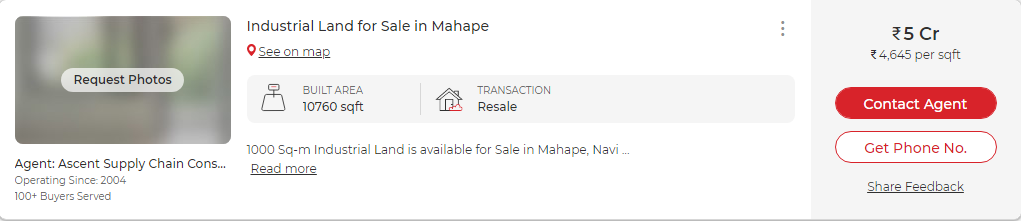 Request Photos
Agent: Ascent Supply Chain Cons...
Operating Since: 2004
100+ Buyers Served
Industrial Land for Sale in Mahape
See on map
BUILT AREA
10760 sqft
TRANSACTION
Resale
1000 Sq-m Industrial Land is available for Sale in Mahape, Navi ...
Read more
₹5 Cr
₹4,645 per sqft
Contact Agent
Get Phone No.
Share Feedback